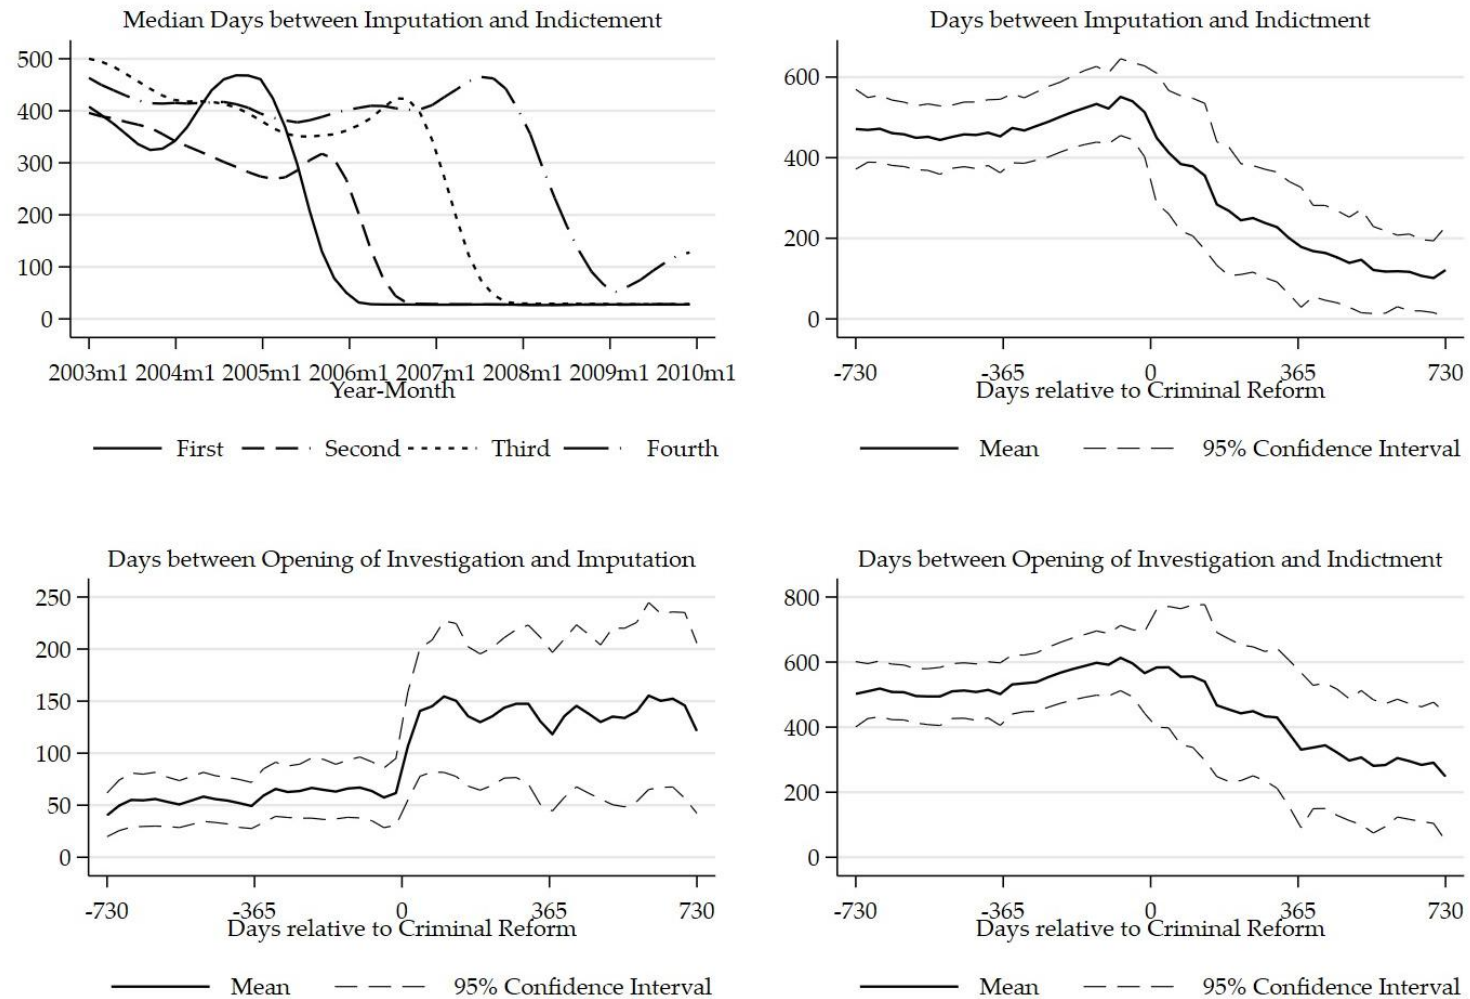 Median Days between Imputation and Indictement
500
400
300
200
100
0
2003m1 2004m1 2005m1 2006m1 2007m1 2008m1 2009m1 2010m1
Year-Month
First Second Third Fourth
Days between Imputation and Indictment
600
400
200
0
-730 -365 0 365 730
Days relative to Criminal Reform
Mean 95% Confidence Interval
Days between Opening of Investigation and Imputation
250
200
150
100
50
0
-730 -365 0 365 730
Days relative to Criminal Reform
Mean 95% Confidence Interval
Days between Opening of Investigation and Indictment
800
600
400
200
0
-730 -365 0 365 730
Days relative to Criminal Reform
Mean 95% Confidence Interval